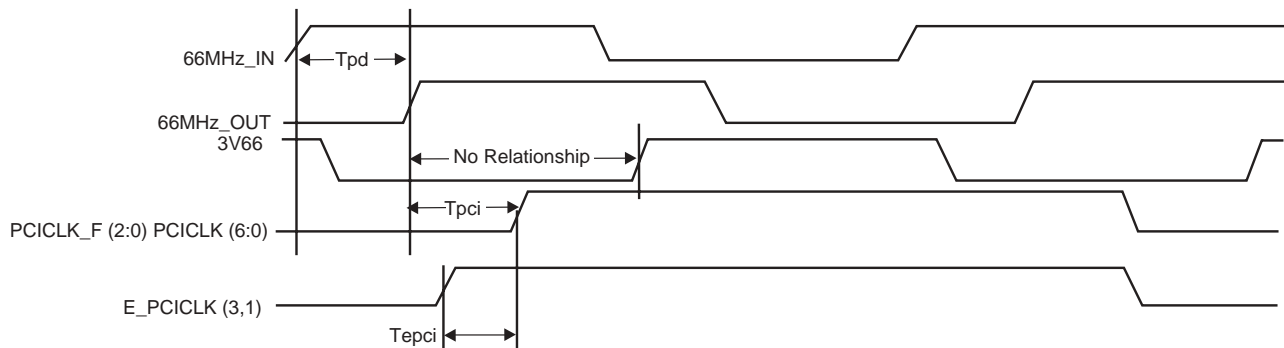 66MHz_IN
Tpd
66MHz_OUT
3V66
No Relationship
Tpci
PCICLK_F (2:0) PCICLK (6:0)
E_PCICLK (3,1)
Tepci